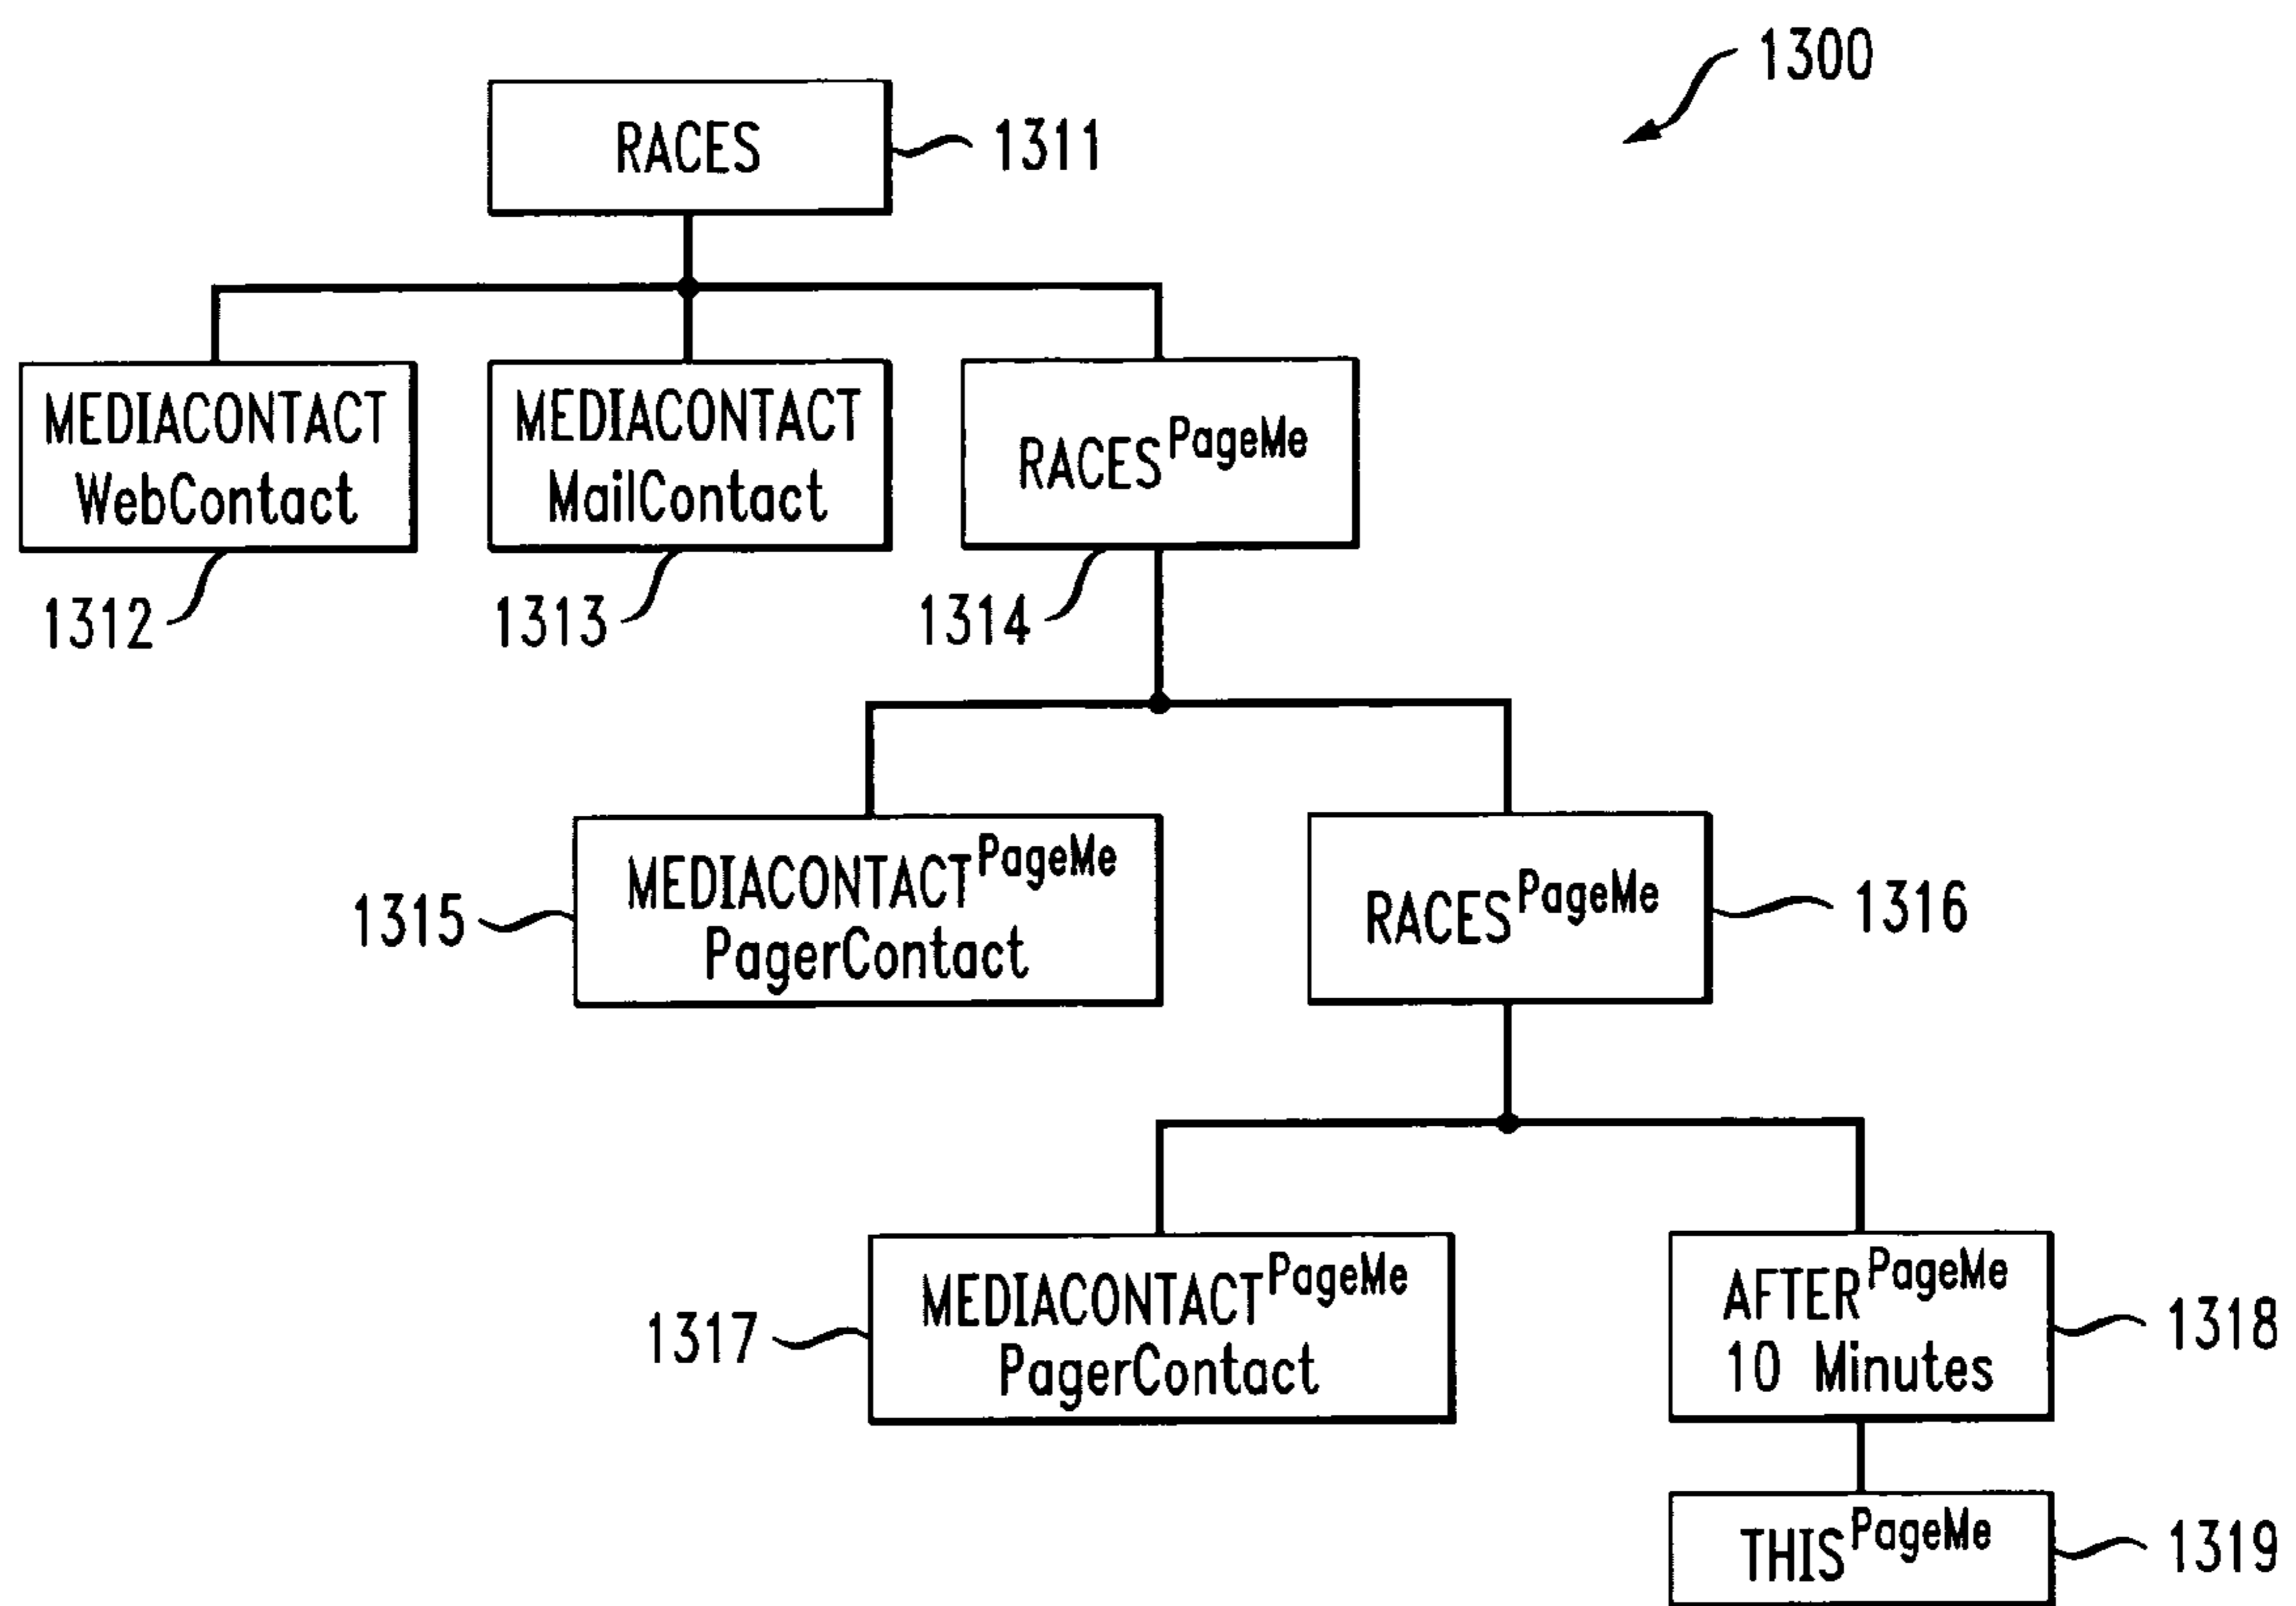 1300
RACES
1311
MEDIACONTACT
WebContact
MEDIACONTACT
MailContact
RACES^PageMe
1312
1313
1314
MEDIACONTACT^PageMe
PagerContact
1315
RACES^PageMe
1316
MEDIACONTACT^PageMe
PagerContact
1317
AFTER^PageMe
10 Minutes
1318
THIS^PageMe
1319